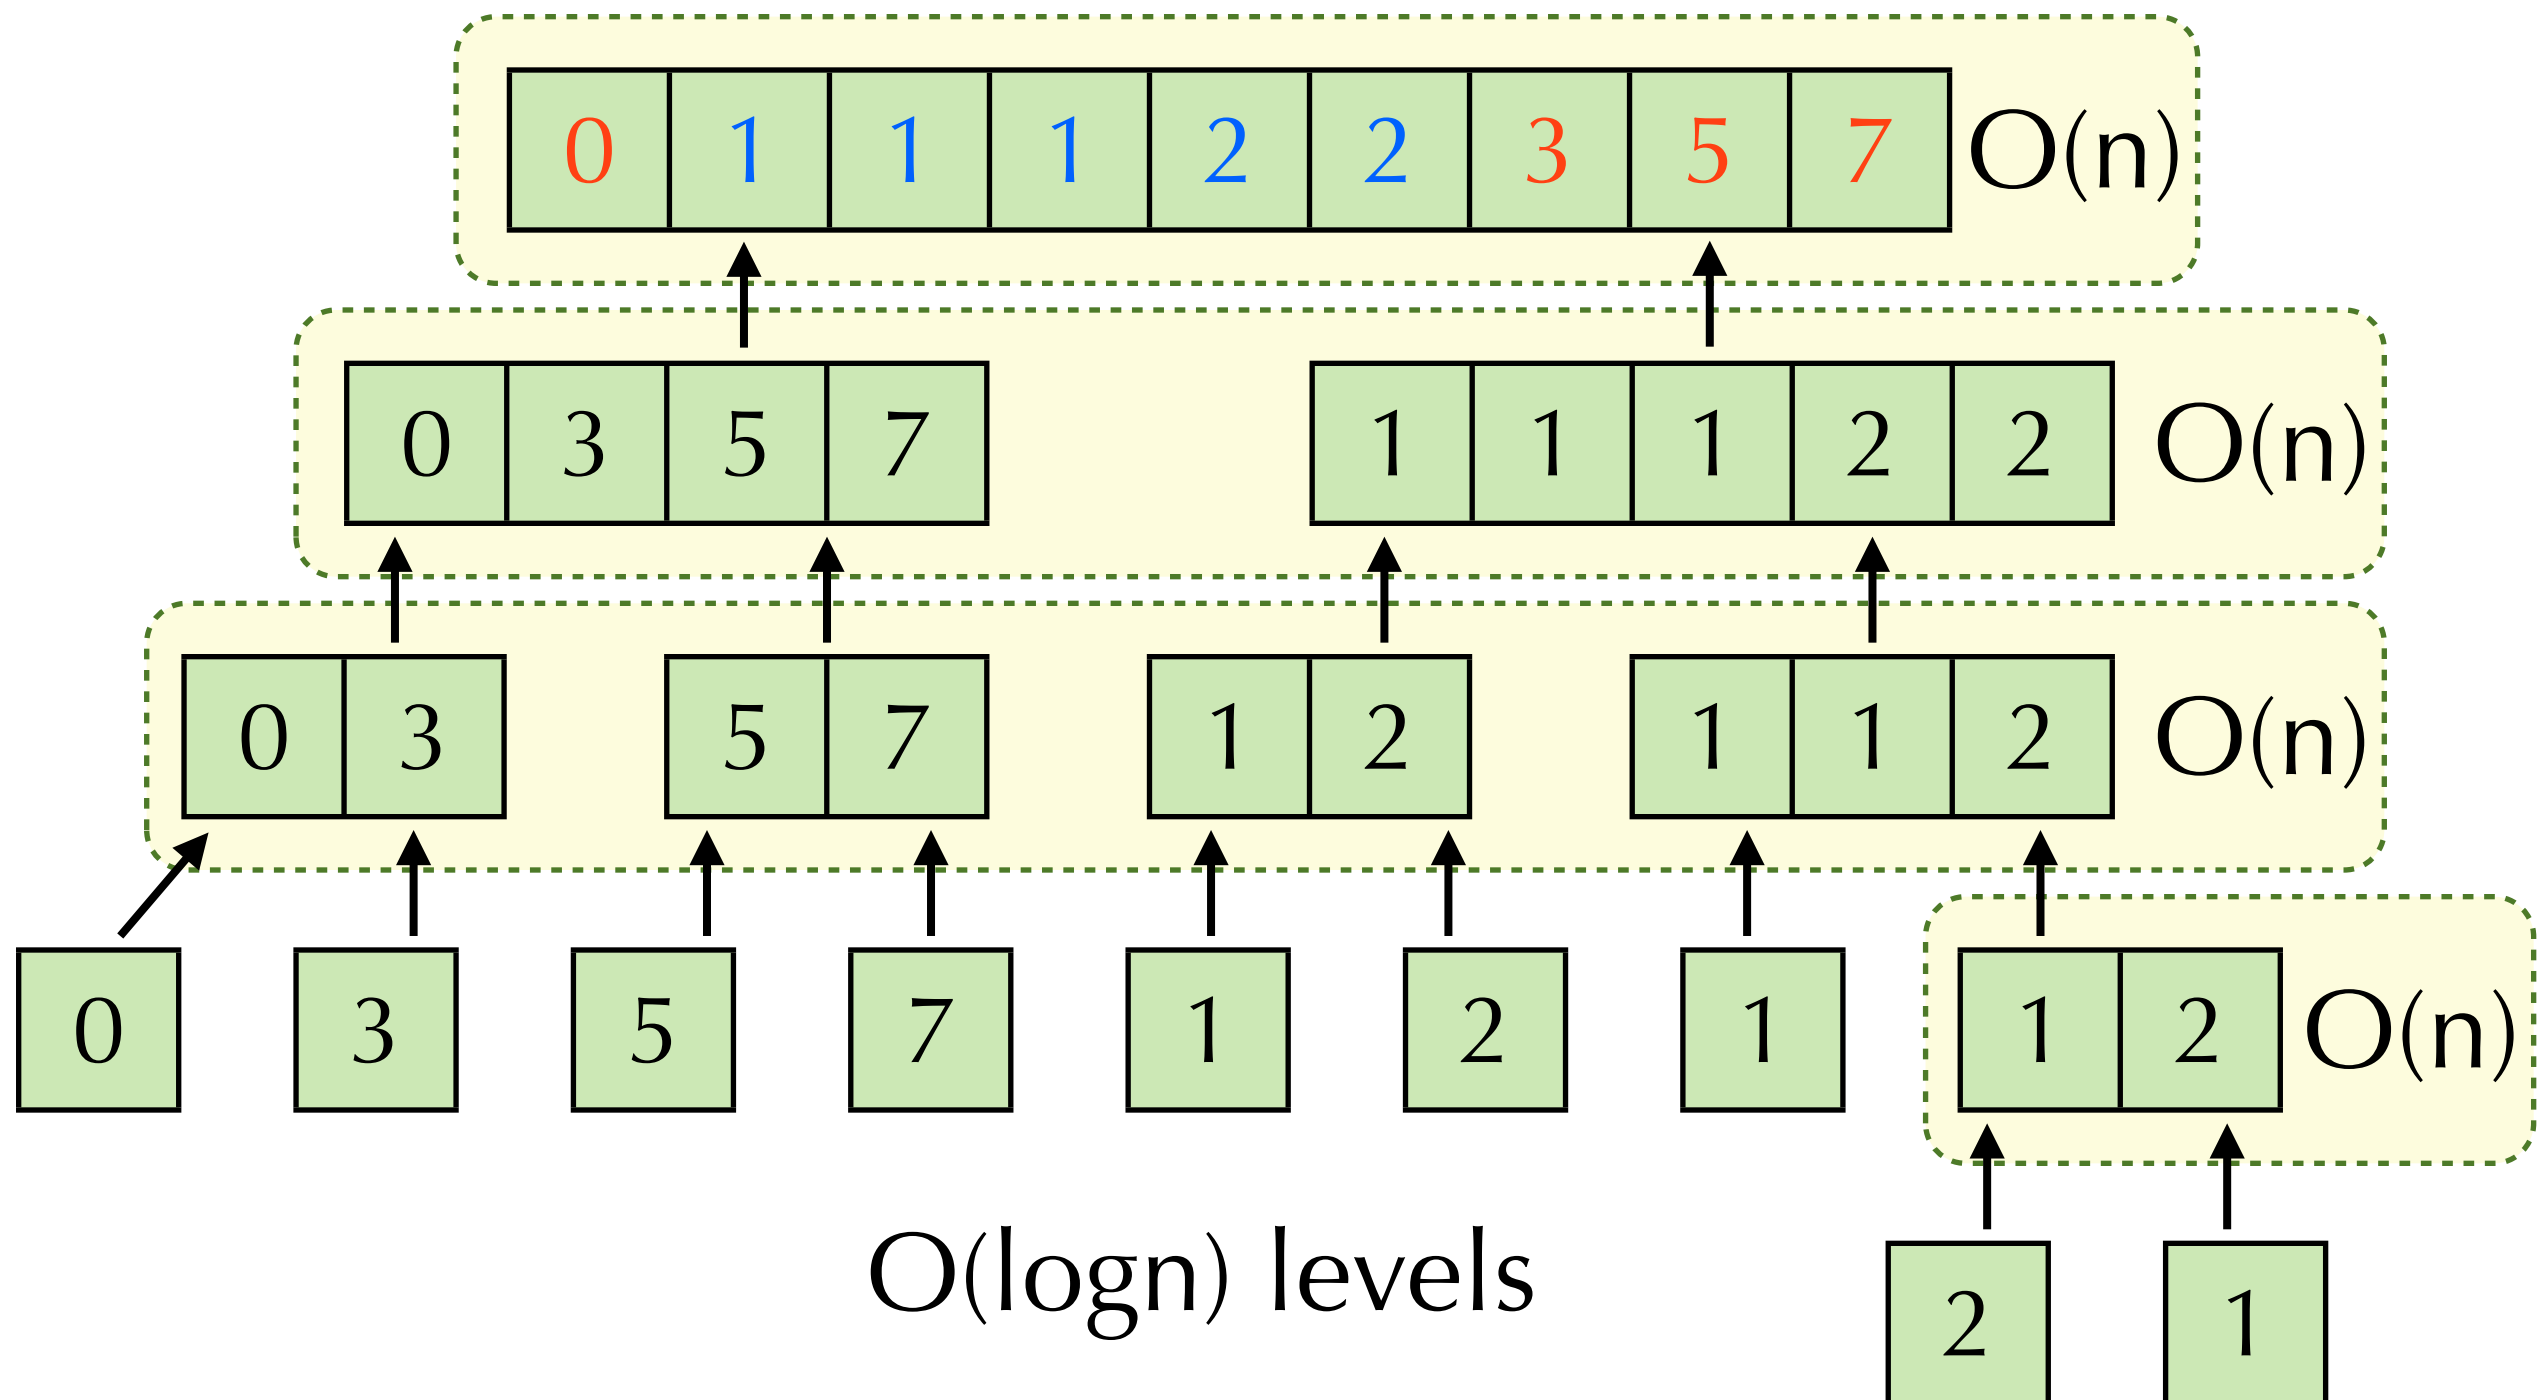 0 1 1 1 2 2 3 5 7 O(n)
0 3 5 7 1 1 1 2 2 O(n)
0 3 5 7 1 2 1 1 2 O(n)
0 3 5 7 1 2 1 1 2 O(n)
O(logn) levels
2 1